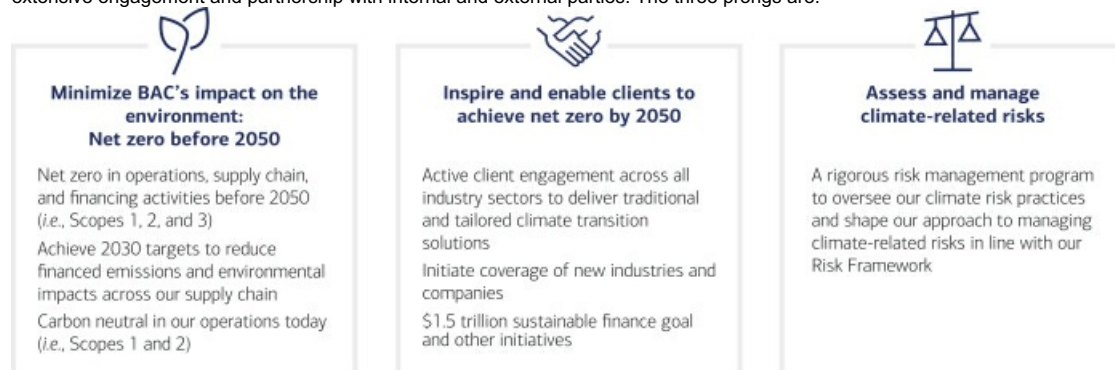 extensive engagement and partnership with internal and external parties. The three prongs are:
Minimize BAC's impact on the
environment:
Net zero before 2050
Net zero in operations, supply chain,
and financing activities before 2050
(i.e., Scopes 1, 2, and 3)
Achieve 2030 targets to reduce
financed emissions and environmental
impacts across our supply chain
Carbon neutral in our operations today
(i.e., Scopes 1 and 2)
Inspire and enable clients to
achieve net zero by 2050
Active client engagement across all
industry sectors to deliver traditional
and tailored climate transition
solutions
Initiate coverage of new industries and
companies
$1.5 trillion sustainable finance goal
and other initiatives
Assess and manage
climate-related risks
A rigorous risk management program
to oversee our climate risk practices
and shape our approach to managing
climate-related risks in line with our
Risk Framework